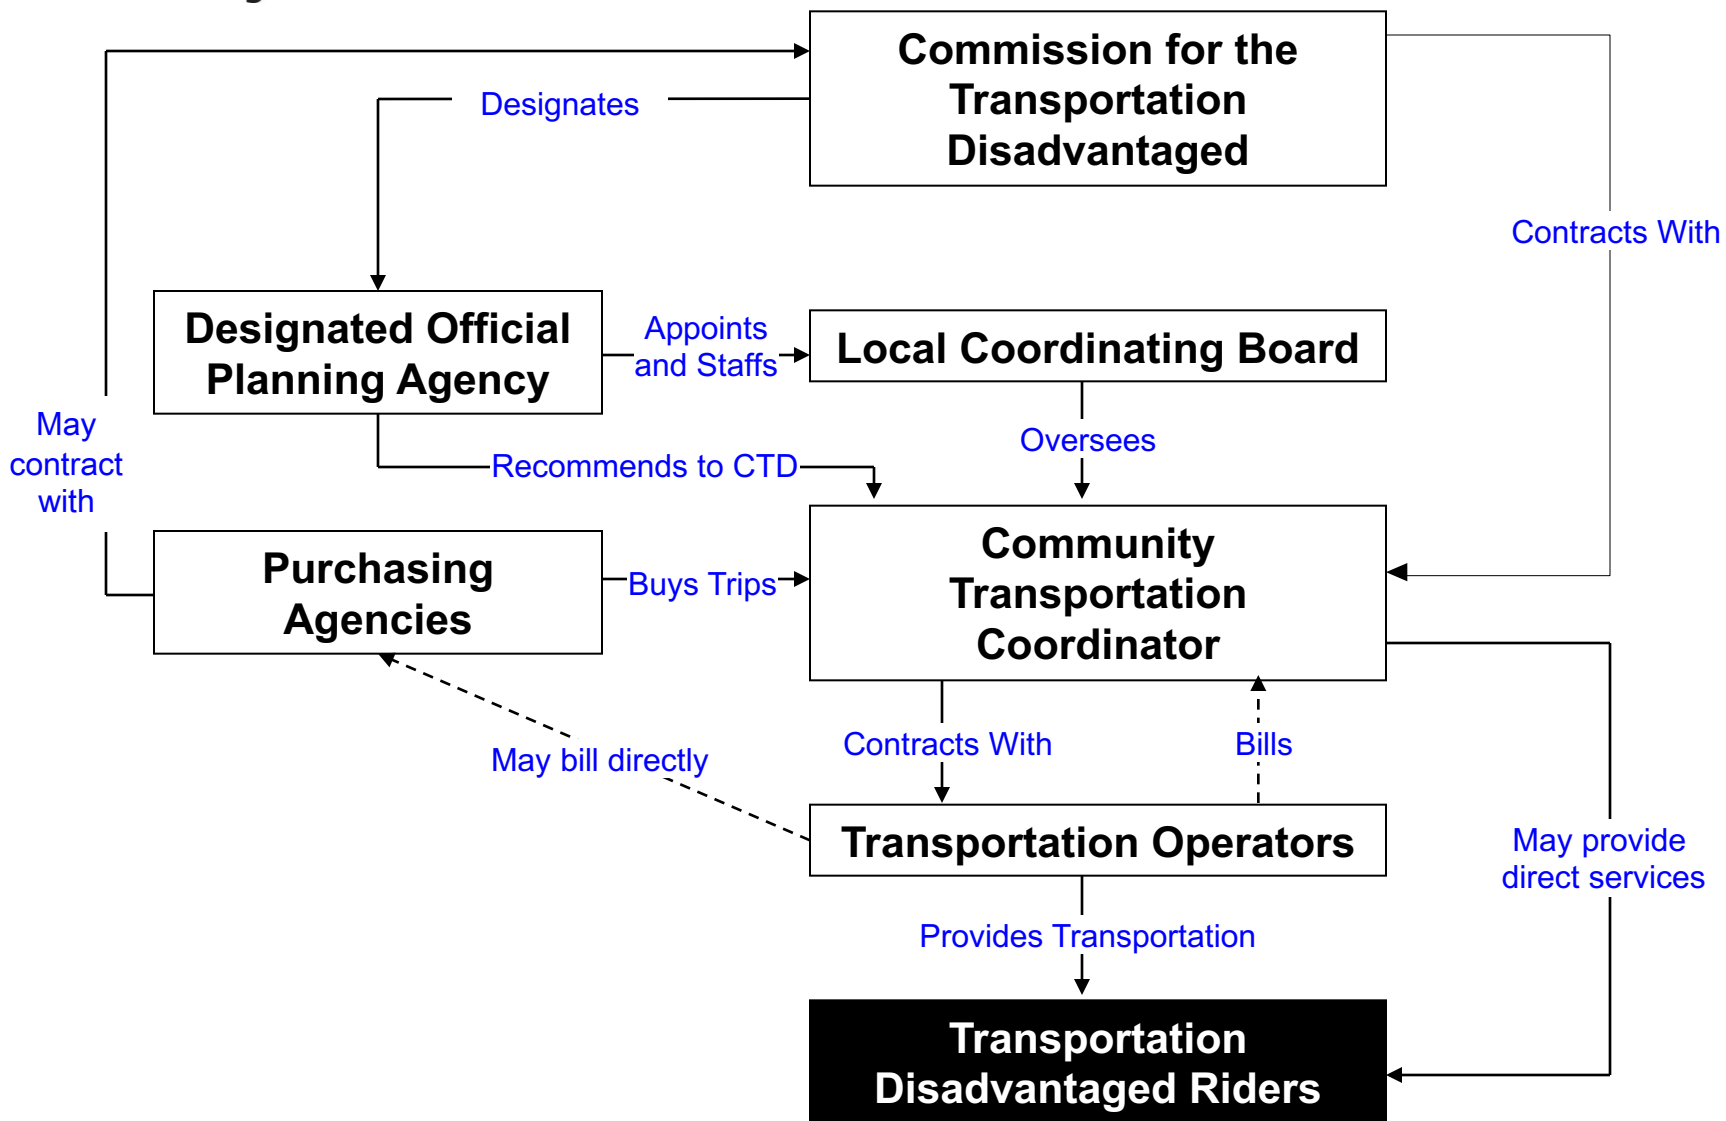 Commission for the
Transportation
Disadvantaged
Designates
Contracts With
Designated Official
Planning Agency
Appoints
and Staffs
Local Coordinating Board
May
contract
with
Oversees
Recommends to CTD
Purchasing
Agencies
Buys Trips
Community
Transportation
Coordinator
May bill directly
Contracts With
Bills
Transportation Operators
May provide
direct services
Provides Transportation
Transportation
Disadvantaged Riders